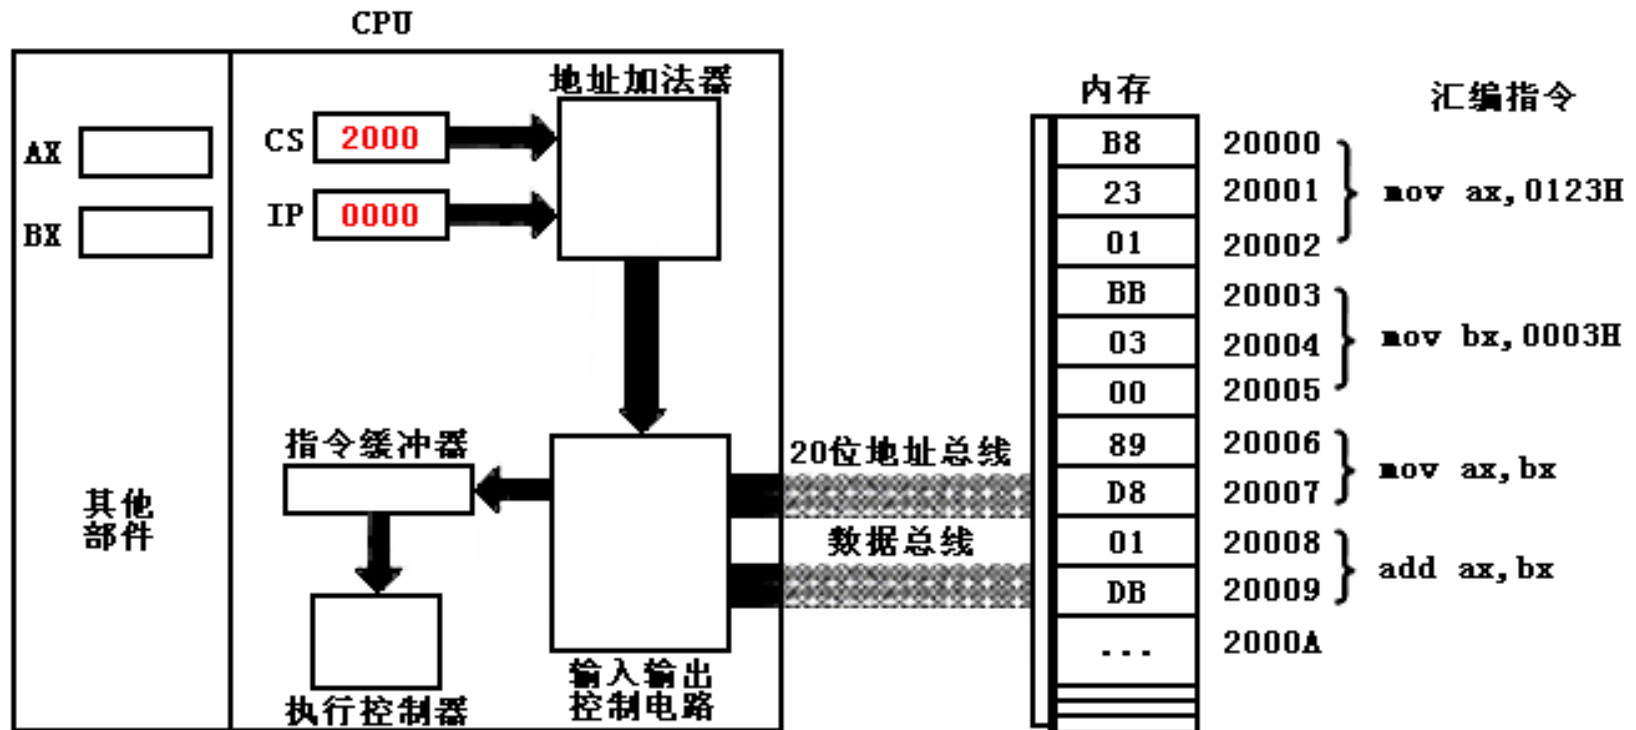 CPU
地址加法器
CS
2000
IP
0000
AX
BX
指令缓冲器
其他
部件
执行控制器
输入输出
控制电路
20位地址总线
数据总线
内存
汇编指令
B8
20000
23
20001
mov ax,0123H
01
20002
BB
20003
03
20004
mov bx,0003H
00
20005
89
20006
mov ax,bx
D8
20007
01
20008
add ax,bx
DB
20009
...
2000A